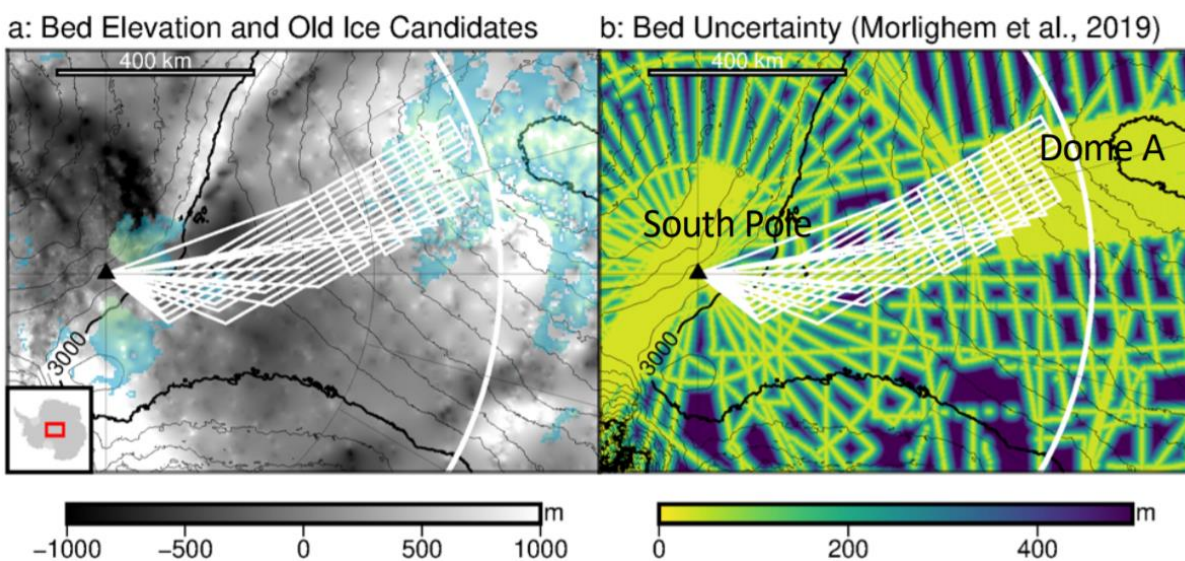 a: Bed Elevation and Old Ice Candidates
b: Bed Uncertainty (Morlighem et al., 2019)
400 km
400 km
Dome A
South Pole
3000
3000
m
m
−1000 −500 0 500 1000
0 200 400